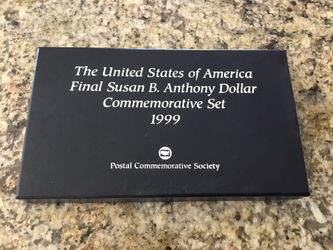 The United States of America
Final Susan B. Anthony Dollar
Commemorative Set
1999
Postal Commemorative Society